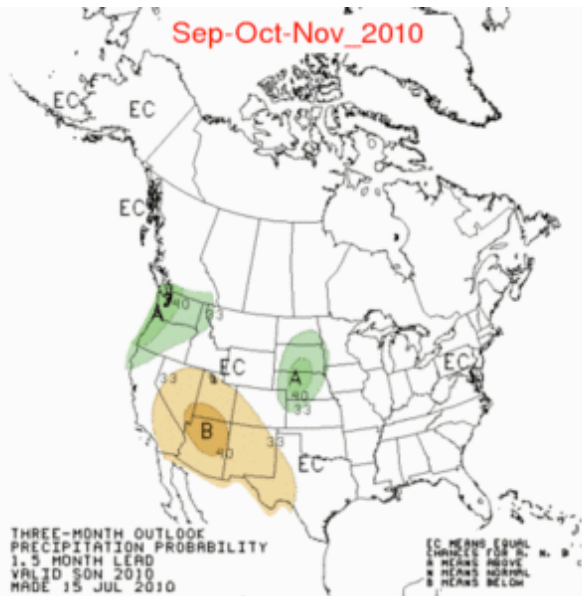 Sep-Oct-Nov_2010
EC
EC
EC
40
33
A
EC
EC
33
A
40
33
B
33
40
EC
THREE-MONTH OUTLOOK
PRECIPITATION PROBABILITY
1.5 MONTH LEAD
VALID SON 2010
MADE 15 JUL 2010
EC MEANS EQUAL
CHANCES FOR A, N, B
A MEANS ABOVE
N MEANS NORMAL
B MEANS BELOW